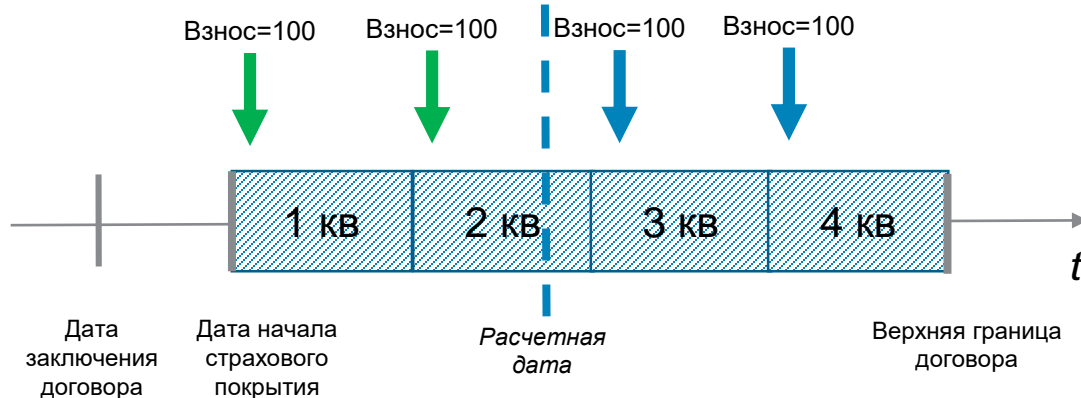 Взнос=100
Взнос=100
Взнос=100
Взнос=100
1 кв
2 кв
3 кв
4 кв
t
Дата
заключения
договора
Дата начала
страхового
покрытия
Расчетная
дата
Верхняя граница
договора